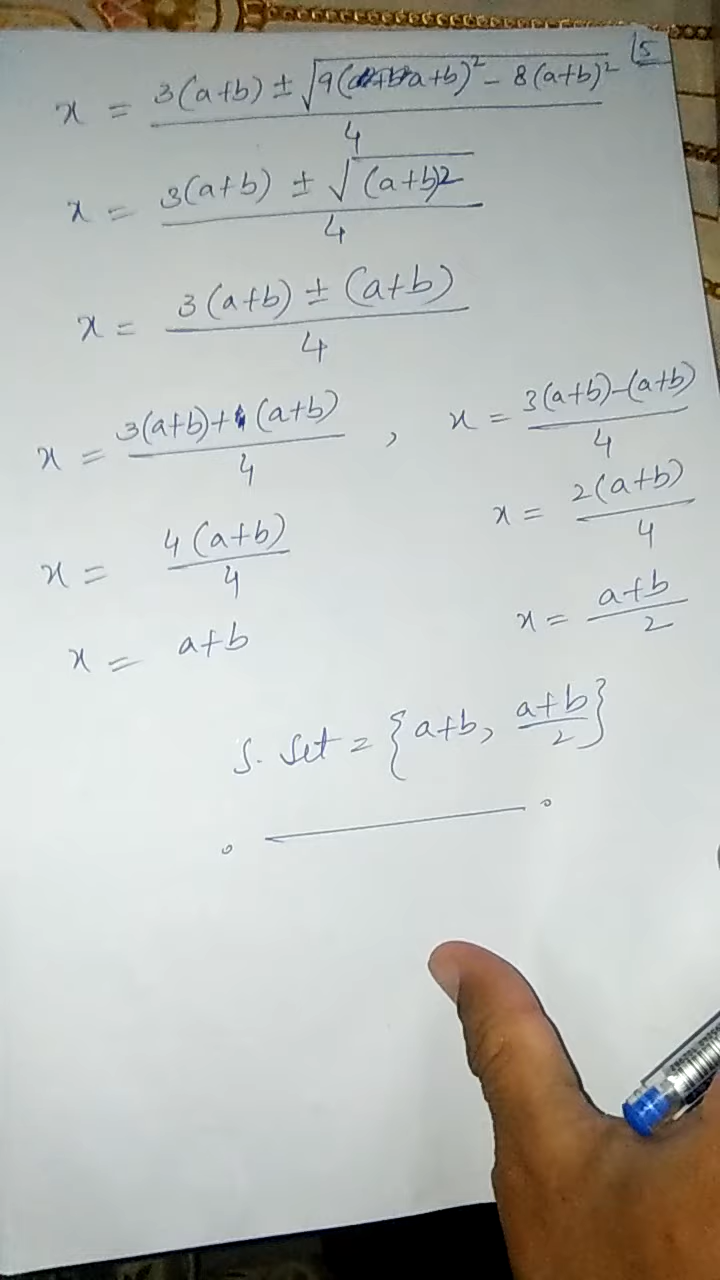 15
x = 3(a+b) ± √9(a+b)² - 8(a+b)² / 4
x = 3(a+b) ± √(a+b)2 / 4
x = 3(a+b) ± (a+b) / 4
x = 3(a+b)+(a+b) / 4 , x = 3(a+b)-(a+b) / 4
x = 4(a+b) / 4 x = 2(a+b) / 4
x = a+b x = a+b / 2
S. Set = {a+b, a+b / 2}